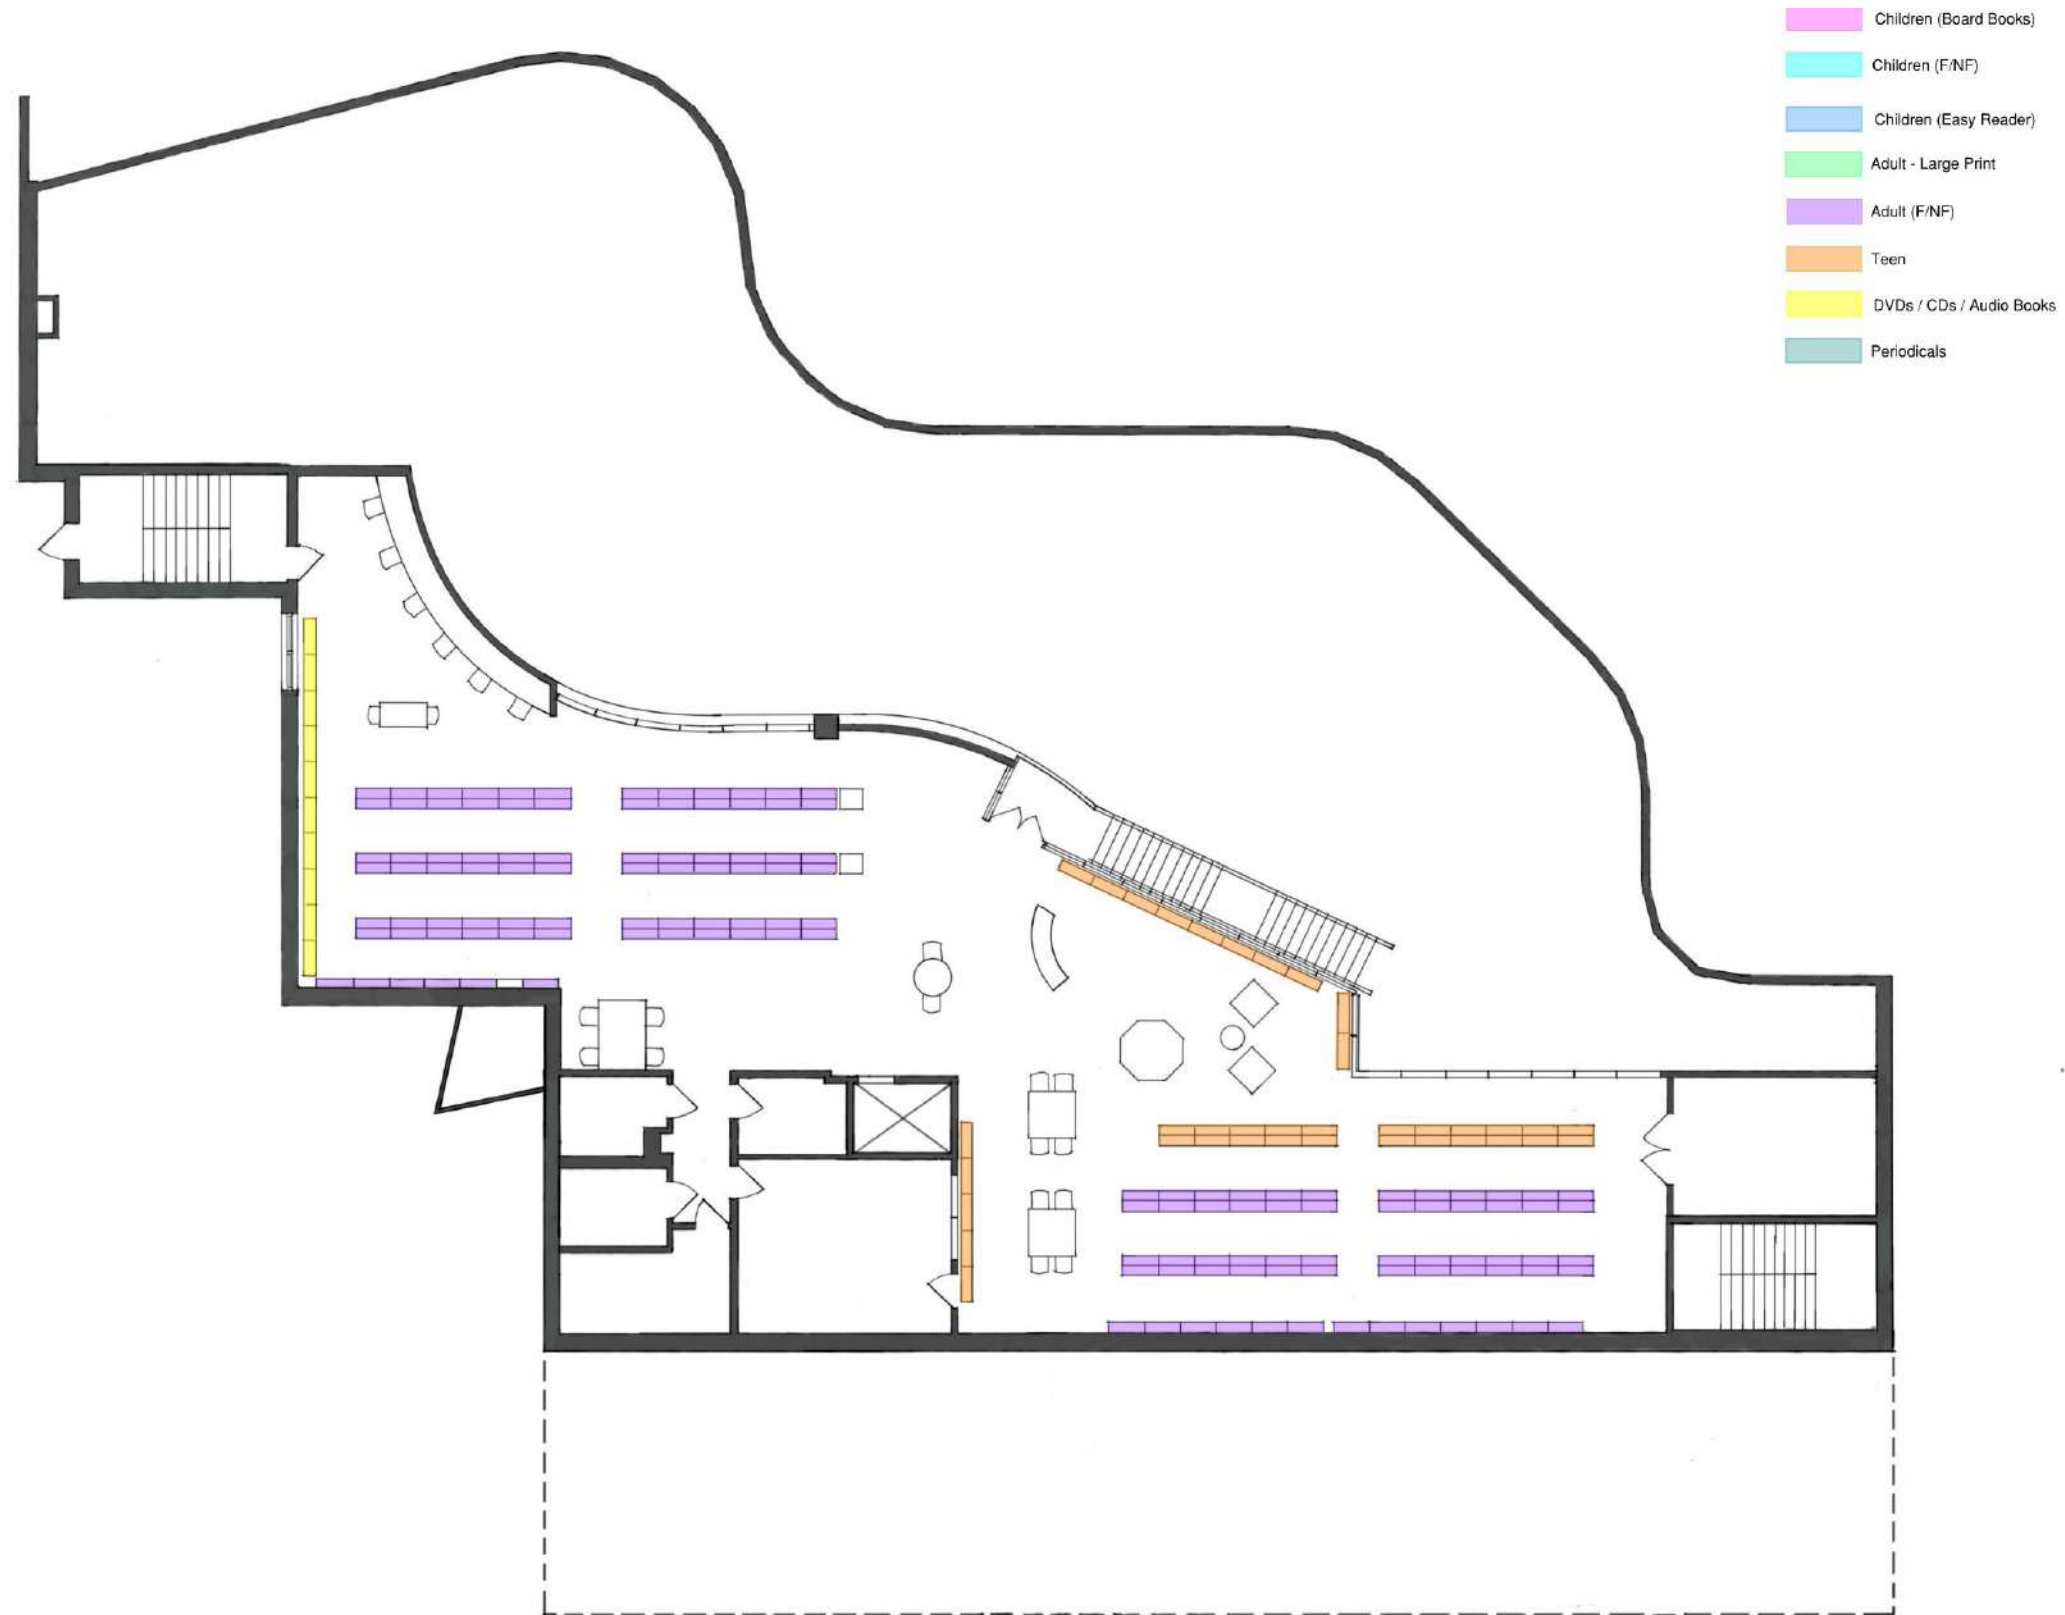 Children (Board Books)
Children (F/NF)
Children (Easy Reader)
Adult - Large Print
Adult (F/NF)
Teen
DVDs / CDs / Audio Books
Periodicals